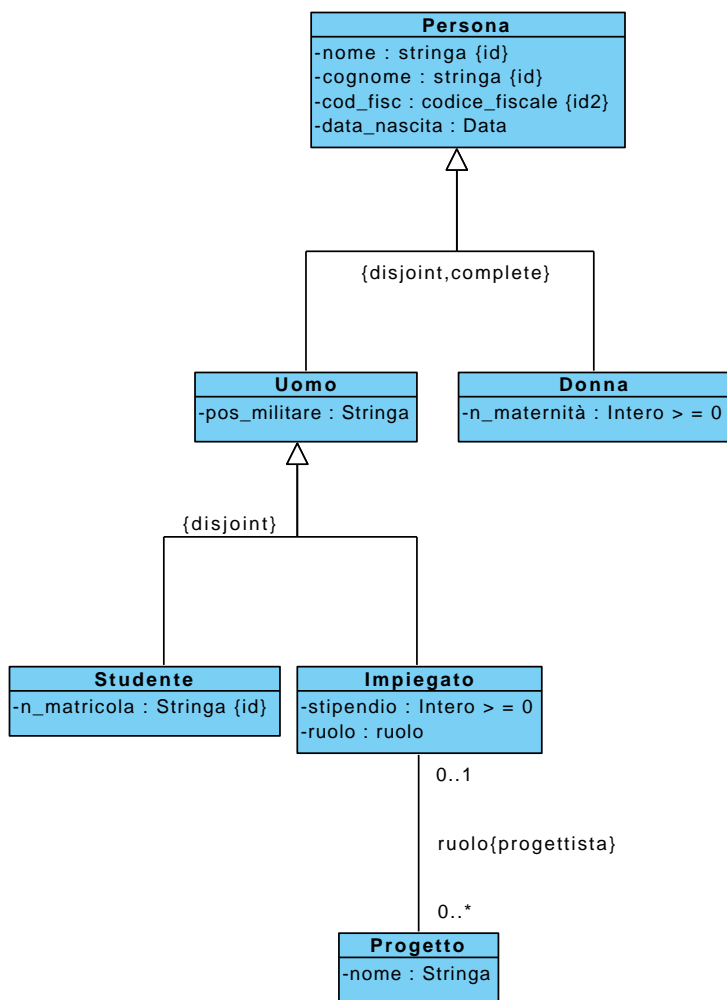 Persona
-nome : stringa {id}
-cognome : stringa {id}
-cod_fisc : codice_fiscale {id2}
-data_nascita : Data
{disjoint,complete}
Uomo
-pos_militare : Stringa
Donna
-n_maternità : Intero > = 0
{disjoint}
Studente
-n_matricola : Stringa {id}
Impiegato
-stipendio : Intero > = 0
-ruolo : ruolo
0..1
ruolo{progettista}
0..*
Progetto
-nome : Stringa